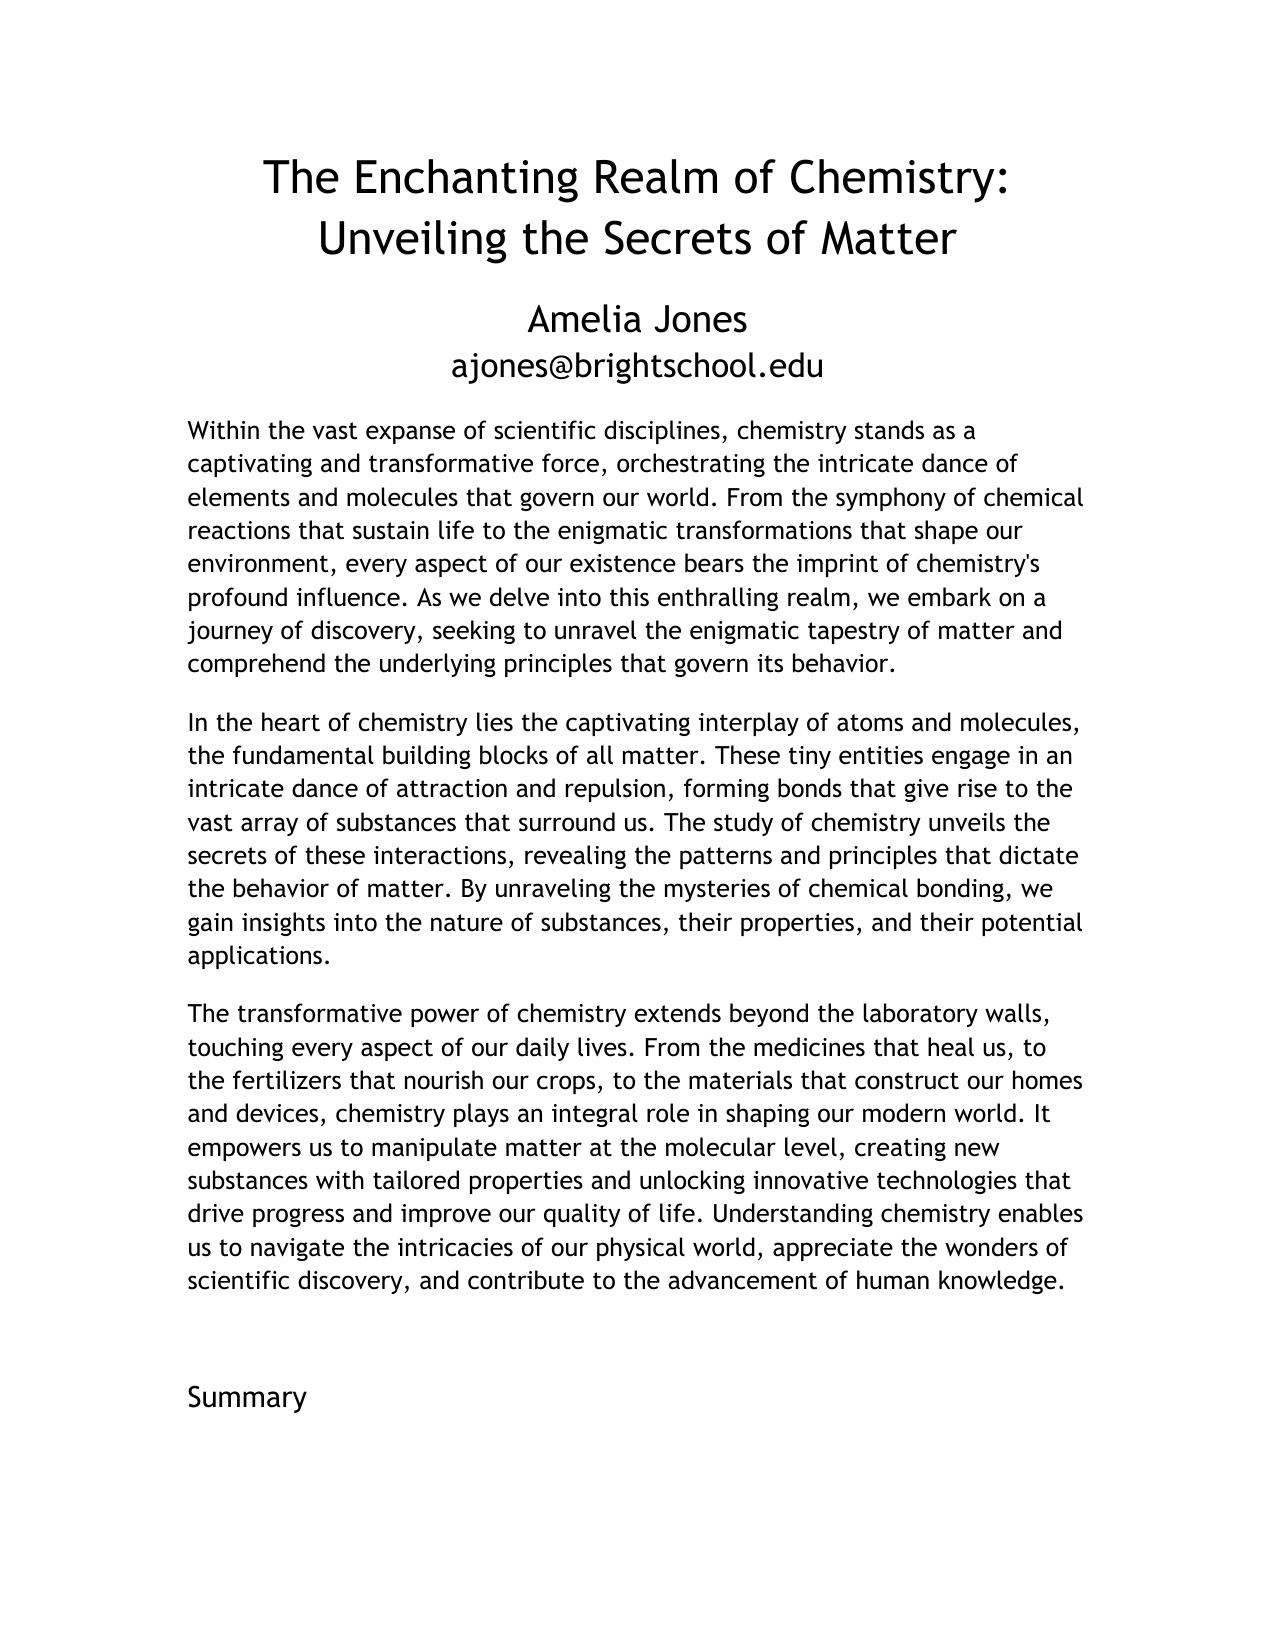 The Enchanting Realm of Chemistry:
Unveiling the Secrets of Matter
Amelia Jones
ajones@brightschool.edu
Within the vast expanse of scientific disciplines, chemistry stands as a
captivating and transformative force, orchestrating the intricate dance of
elements and molecules that govern our world. From the symphony of chemical
reactions that sustain life to the enigmatic transformations that shape our
environment, every aspect of our existence bears the imprint of chemistry's
profound influence. As we delve into this enthralling realm, we embark on a
journey of discovery, seeking to unravel the enigmatic tapestry of matter and
comprehend the underlying principles that govern its behavior.
In the heart of chemistry lies the captivating interplay of atoms and molecules,
the fundamental building blocks of all matter. These tiny entities engage in an
intricate dance of attraction and repulsion, forming bonds that give rise to the
vast array of substances that surround us. The study of chemistry unveils the
secrets of these interactions, revealing the patterns and principles that dictate
the behavior of matter. By unraveling the mysteries of chemical bonding, we
gain insights into the nature of substances, their properties, and their potential
applications.
The transformative power of chemistry extends beyond the laboratory walls,
touching every aspect of our daily lives. From the medicines that heal us, to
the fertilizers that nourish our crops, to the materials that construct our homes
and devices, chemistry plays an integral role in shaping our modern world. It
empowers us to manipulate matter at the molecular level, creating new
substances with tailored properties and unlocking innovative technologies that
drive progress and improve our quality of life. Understanding chemistry enables
us to navigate the intricacies of our physical world, appreciate the wonders of
scientific discovery, and contribute to the advancement of human knowledge.
Summary